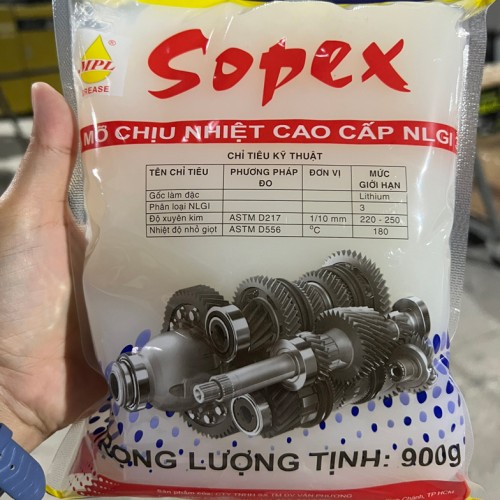 MPL ®
GREASE
Sopex
MỠ CHỊU NHIỆT CAO CẤP NLGI
CHỈ TIÊU KỸ THUẬT
TÊN CHỈ TIÊU PHƯƠNG PHÁP ĐO ĐƠN VỊ MỨC GIỚI HẠN
Gốc làm đặc Lithium
Phân loại NLGI 3
Độ xuyên kim ASTM D217 1/10 mm 220 - 250
Nhiệt độ nhỏ giọt ASTM D556 °C 180
TRỌNG LƯỢNG TỊNH: 900g